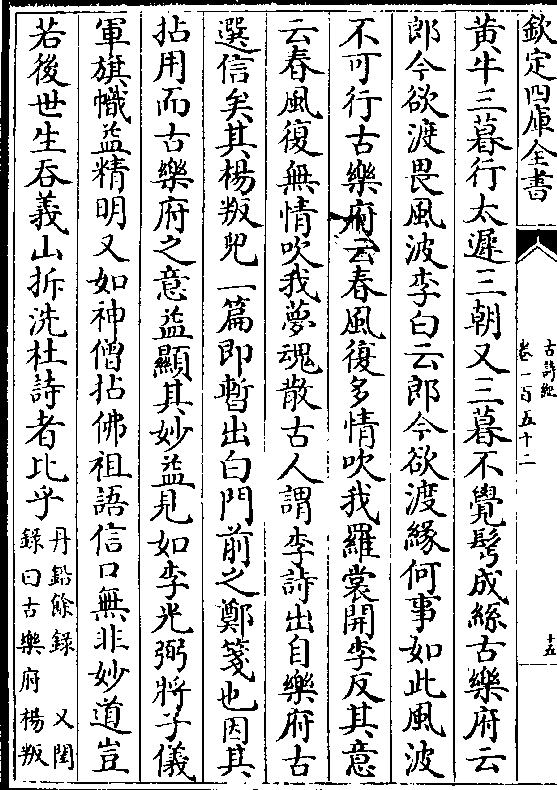 欽定四庫全書
古詩紀
卷一百五十二
十五
黄牛三暮行太遲三朝又三暮不覺髩成絲古樂府云
郎今欲渡畏風波李白云郎今欲渡緣何事如此風波
不可行古樂府云春風復多情吹我羅裳開李反其意
云春風復無情吹我夢魂散古人謂李詩出自樂府古
選信矣其楊叛兒一篇即暫出白門前之鄭箋也因其
拈用而古樂府之意益顯其妙益見如李光弼將子儀
軍旗幟益精明又如神僧拈佛祖語信口無非妙道豈
若後世生吞義山拆洗杜詩者比乎
丹鉛餘録 又閏
録曰古樂府楊叛